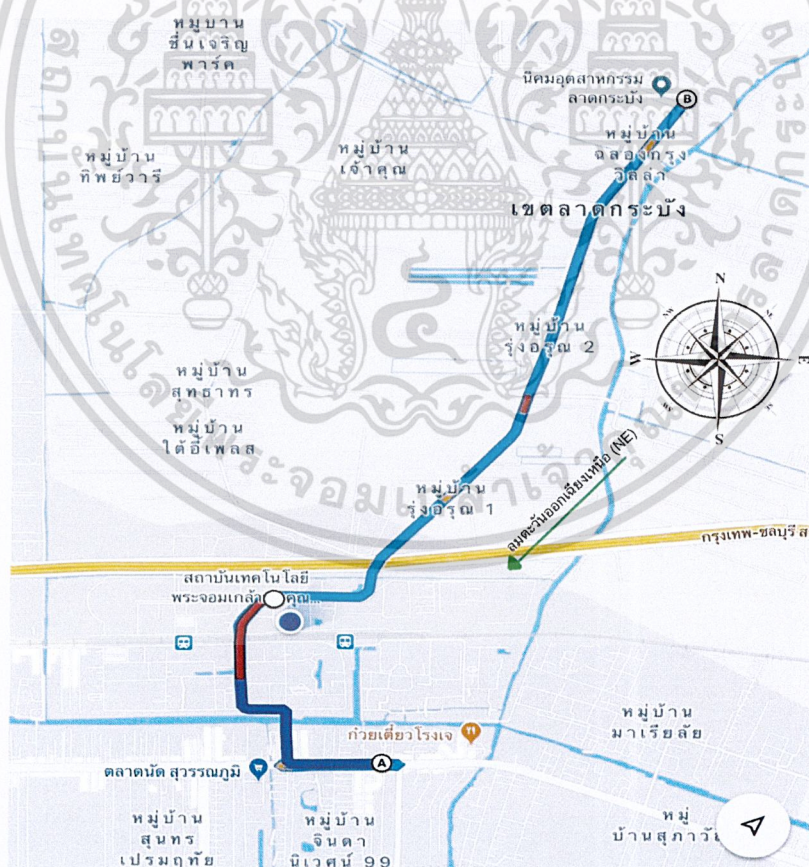 หมู่บ้าน
ชื่นเจริญ
พาร์ค
นิคมอุตสาหกรรม
ลาดกระบัง
B
หมู่บ้าน
ฉลองกรุง
วิลล่า
หมู่บ้าน
ทิพย์วารี
หมู่บ้าน
เจ้าคุณ
เขตลาดกระบัง
N
W
E
S
หมู่บ้าน
รุ่งอรุณ 2
หมู่บ้าน
สุทธาทร
หมู่บ้าน
ไต้อี้เพลส
หมู่บ้าน
รุ่งอรุณ 1
ลมตะวันออกเฉียงเหนือ (NE)
กรุงเทพ-ชลบุรี ส
สถาบันเทคโนโลยี
พระจอมเกล้า คุณ...
ก๋วยเตี๋ยวโรงเจ
หมู่บ้าน
มาเรียลัย
ตลาดนัด สุวรรณภูมิ
A
หมู่บ้าน
สุนทร
เปรมฤทัย
หมู่บ้าน
จินดา
นิเวศน์ 99
หมู่
บ้านสุภาวั